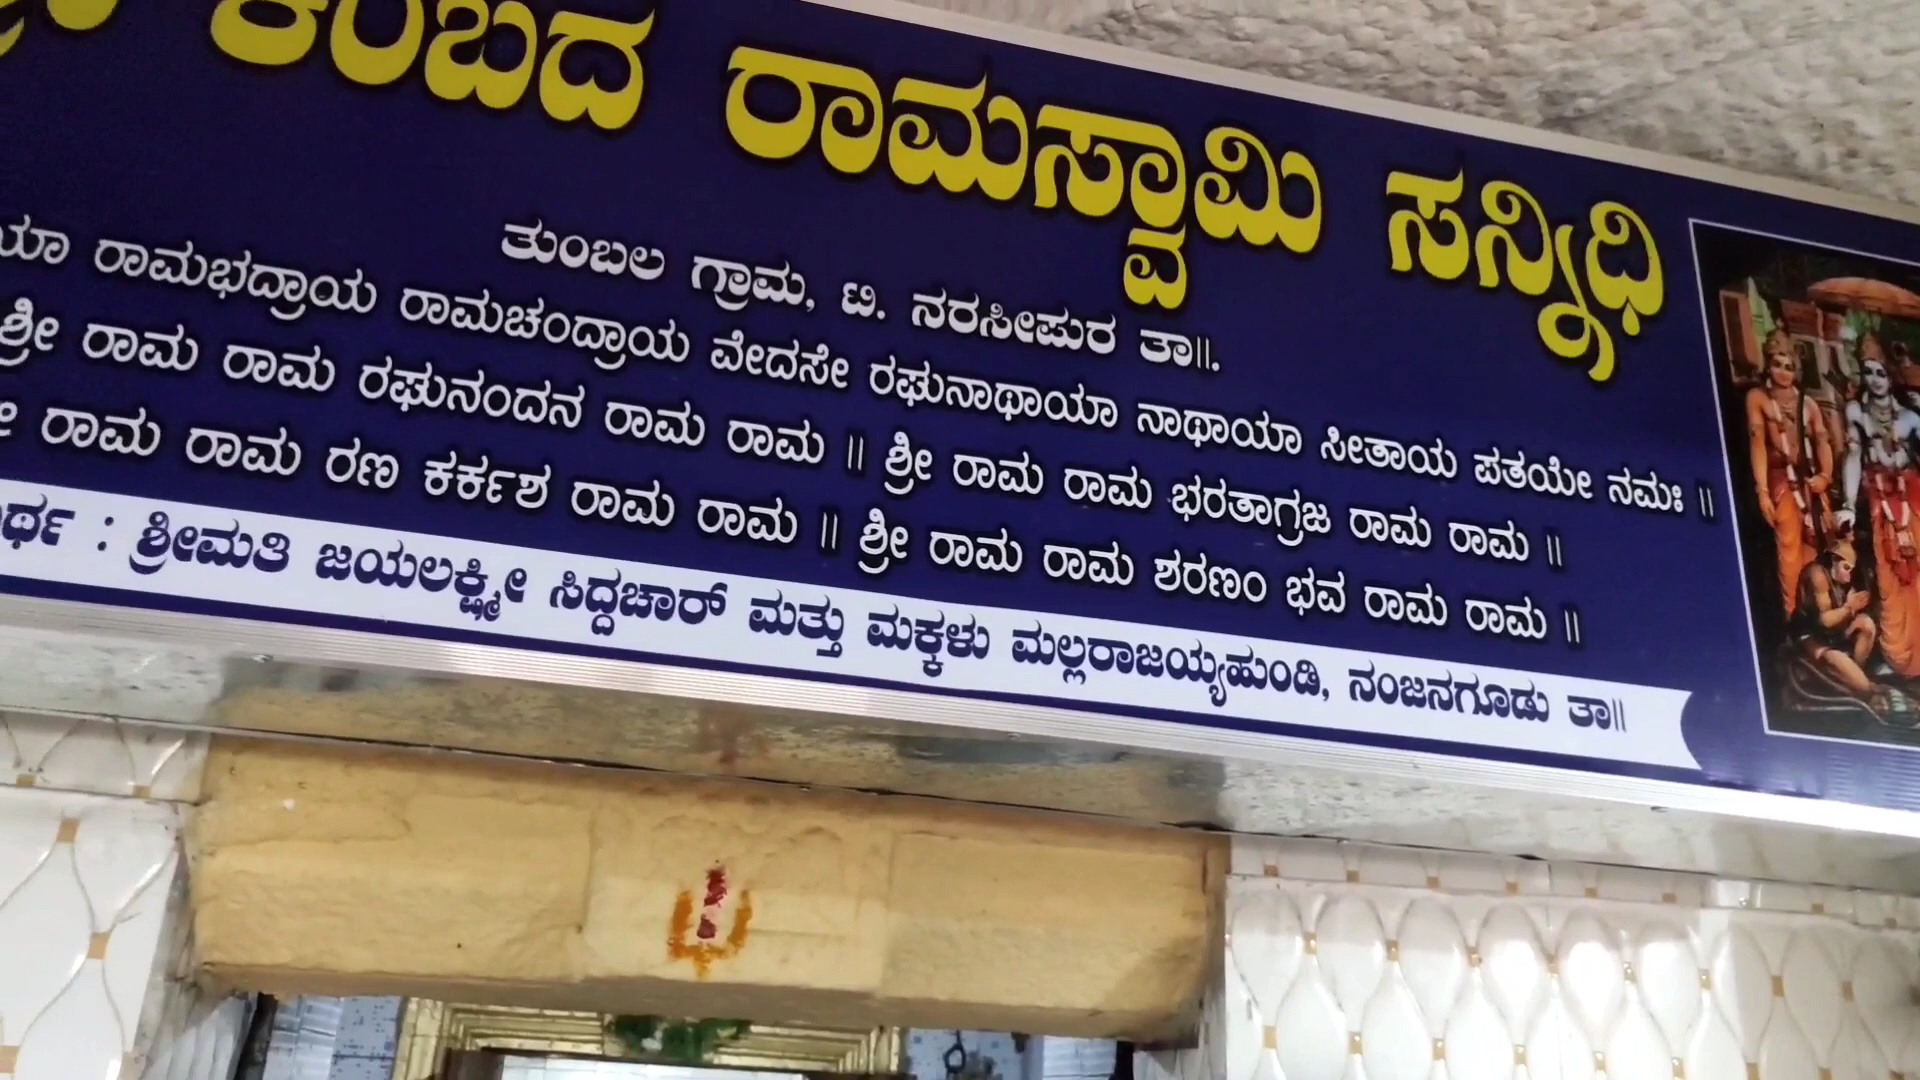 ಕಂಬದ ರಾಮಸ್ವಾಮಿ ಸನ್ನಿಧಿ
ತುಂಬಲ ಗ್ರಾಮ, ಟಿ. ನರಸೀಪುರ ತಾ||.
ರಾಮಭದ್ರಾಯ ರಾಮಚಂದ್ರಾಯ ವೇದಸೇ ರಘುನಾಥಾಯಾ ನಾಥಾಯಾ ಸೀತಾಯ ಪತಯೇ ನಮಃ ||
ಶ್ರೀ ರಾಮ ರಾಮ ರಘುನಂದನ ರಾಮ ರಾಮ || ಶ್ರೀ ರಾಮ ರಾಮ ಭರತಾಗ್ರಜ ರಾಮ ರಾಮ ||
ರಾಮ ರಾಮ ರಣ ಕರ್ಕಶ ರಾಮ ರಾಮ || ಶ್ರೀ ರಾಮ ರಾಮ ಶರಣಂ ಭವ ರಾಮ ರಾಮ ||
: ಶ್ರೀಮತಿ ಜಯಲಕ್ಷ್ಮೀ ಸಿದ್ದಚಾರ್ ಮತ್ತು ಮಕ್ಕಳು ಮಲ್ಲರಾಜಯ್ಯಹುಂಡಿ, ನಂಜನಗೂಡು ತಾ||